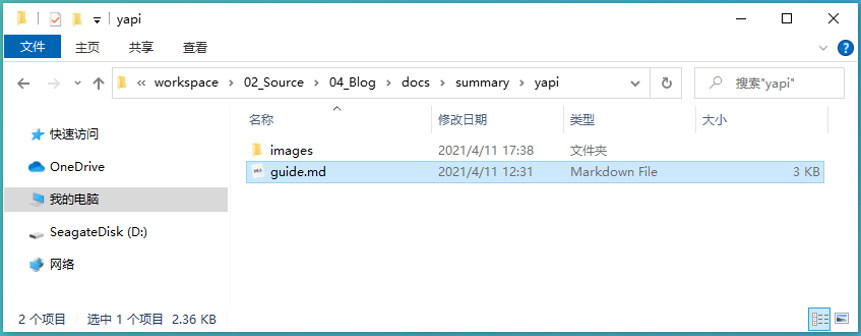 yapi
文件 主页 共享 查看
« workspace › 02_Source › 04_Blog › docs › summary › yapi 搜索"yapi"
名称 修改日期 类型 大小
快速访问
OneDrive
我的电脑
SeagateDisk (D:)
网络
images 2021/4/11 17:38 文件夹
guide.md 2021/4/11 12:31 Markdown File 3 KB
2 个项目 选中 1 个项目 2.36 KB